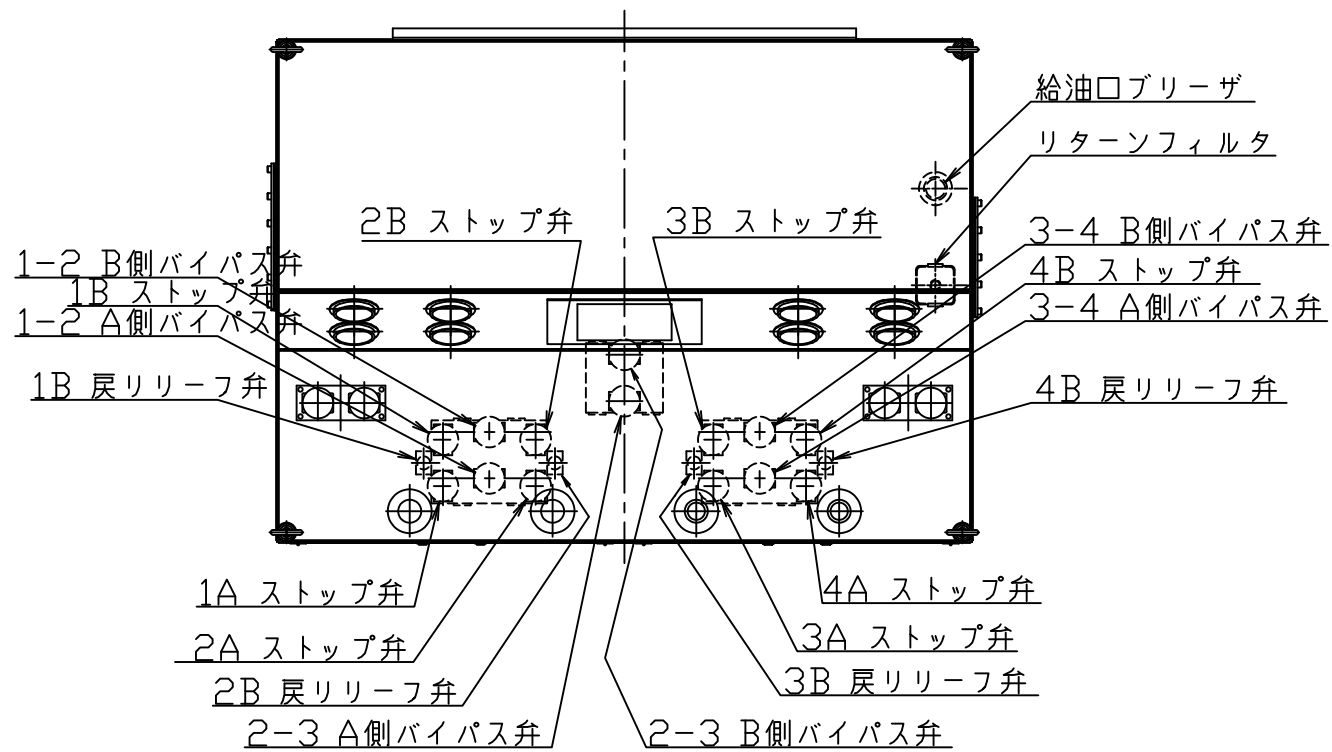 給油口ブリーザ
リターンフィルタ
2B ストップ弁
3B ストップ弁
3-4 B側バイパス弁
1-2 B側バイパス弁
4B ストップ弁
1B ストップ弁
3-4 A側バイパス弁
1-2 A側バイパス弁
1B 戻リリーフ弁
4B 戻リリーフ弁
1A ストップ弁
4A ストップ弁
2A ストップ弁
3A ストップ弁
2B 戻リリーフ弁
3B 戻リリーフ弁
2-3 A側バイパス弁
2-3 B側バイパス弁